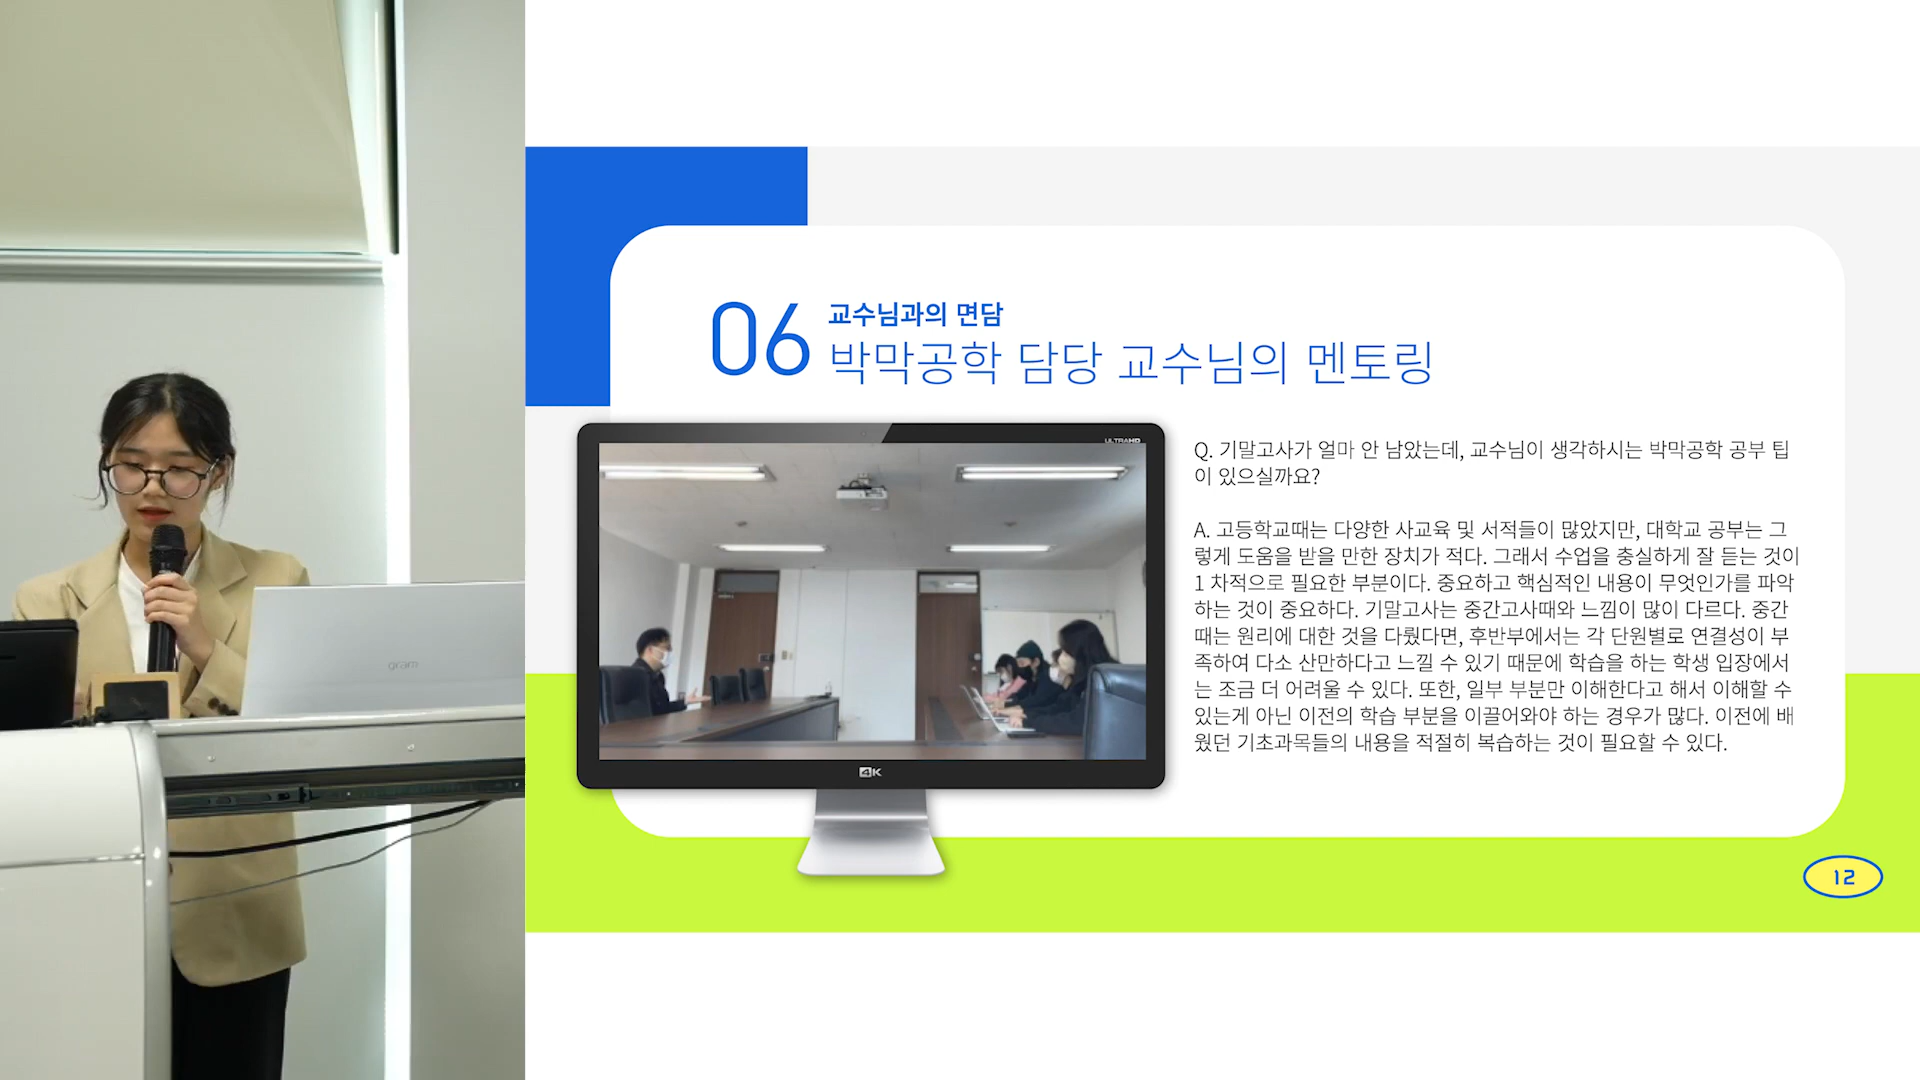 06
교수님과의 면담
박막공학 담당 교수님의 멘토링
ULTRAHD
Q. 기말고사가 얼마 안 남았는데, 교수님이 생각하시는 박막공학 공부 팁
이 있으실까요?
A. 고등학교때는 다양한 사교육 및 서적들이 많았지만, 대학교 공부는 그
렇게 도움을 받을 만한 장치가 적다. 그래서 수업을 충실하게 잘 듣는 것이
1 차적으로 필요한 부분이다. 중요하고 핵심적인 내용이 무엇인가를 파악
하는 것이 중요하다. 기말고사는 중간고사때와 느낌이 많이 다르다. 중간
때는 원리에 대한 것을 다뤘다면, 후반부에서는 각 단원별로 연결성이 부
족하여 다소 산만하다고 느낄 수 있기 때문에 학습을 하는 학생 입장에서
는 조금 더 어려울 수 있다. 또한, 일부 부분만 이해한다고 해서 이해할 수
있는게 아닌 이전의 학습 부분을 이끌어와야 하는 경우가 많다. 이전에 배
웠던 기초과목들의 내용을 적절히 복습하는 것이 필요할 수 있다.
4K
gram
12